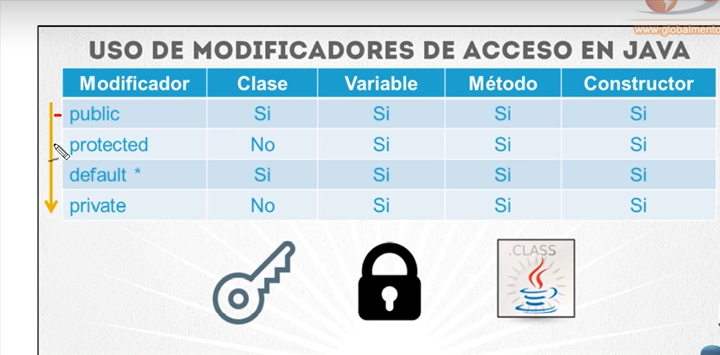 www.globalmento
USO DE MODIFICADORES DE ACCESO EN JAVA
Modificador Clase Variable Método Constructor
public Si Si Si Si
protected No Si Si Si
default * Si Si Si Si
private No Si Si Si
.CLASS